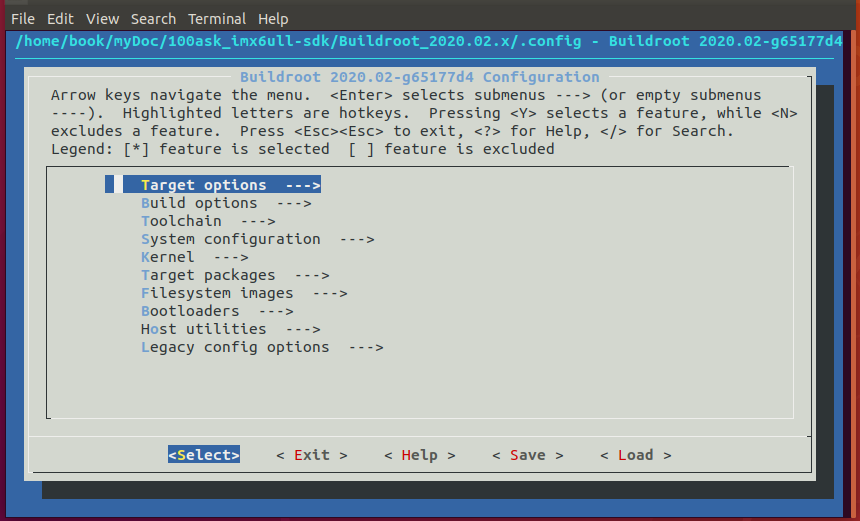 File Edit View Search Terminal Help
/home/book/myDoc/100ask_imx6ull-sdk/Buildroot_2020.02.x/.config - Buildroot 2020.02-g65177d4
Buildroot 2020.02-g65177d4 Configuration
Arrow keys navigate the menu.  <Enter> selects submenus ---> (or empty submenus
----).  Highlighted letters are hotkeys.  Pressing <Y> selects a feature, while <N>
excludes a feature.  Press <Esc><Esc> to exit, <?> for Help, </> for Search.
Legend: [*] feature is selected  [ ] feature is excluded
Target options  --->
Build options  --->
Toolchain  --->
System configuration  --->
Kernel  --->
Target packages  --->
Filesystem images  --->
Bootloaders  --->
Host utilities  --->
Legacy config options  --->
<Select>    < Exit >    < Help >    < Save >    < Load >